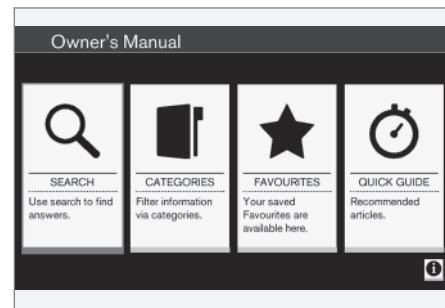 Owner's Manual
SEARCH
Use search to find
answers.
CATEGORIES
Filter information
via categories.
FAVOURITES
Your saved
Favourites are
available here.
QUICK GUIDE
Recommended
articles.
i